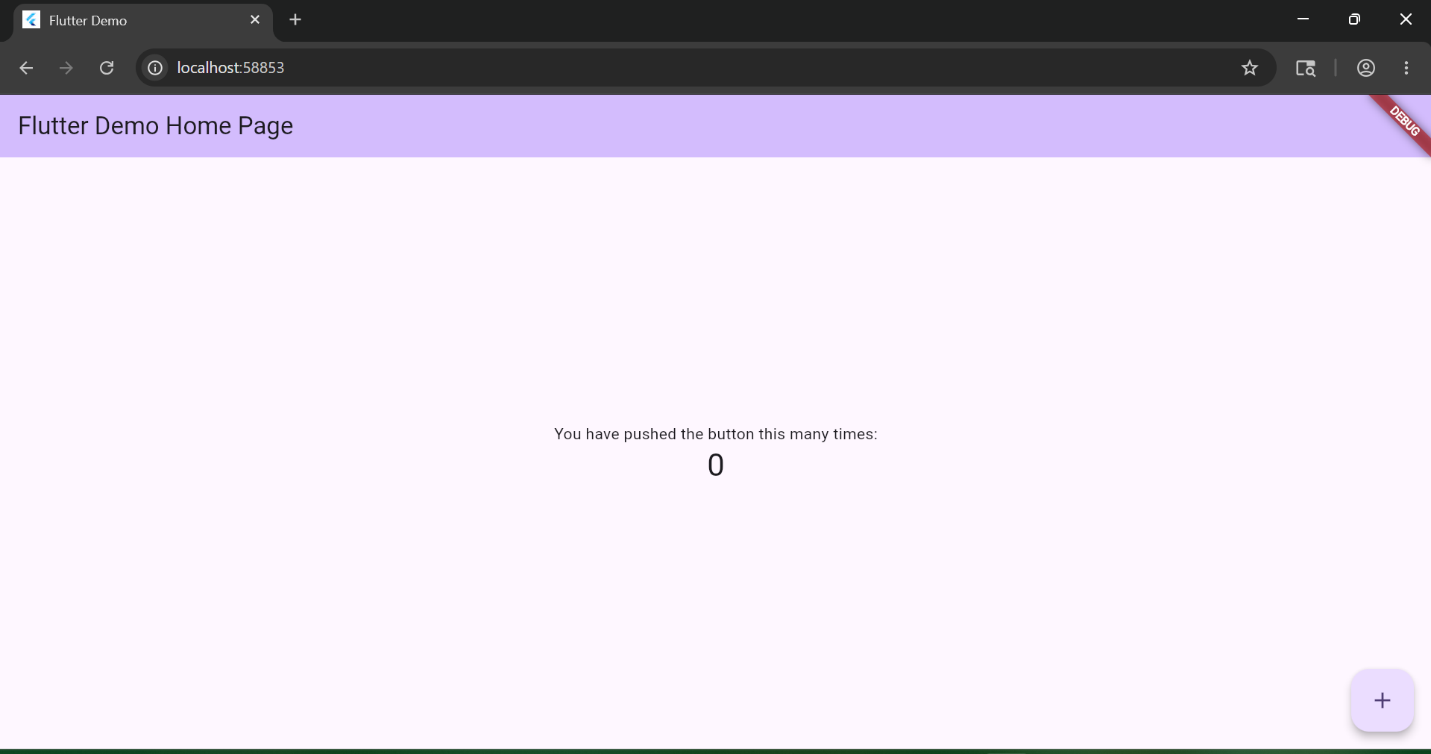 Flutter Demo
localhost:58853
Flutter Demo Home Page
DEBUG
You have pushed the button this many times:
0